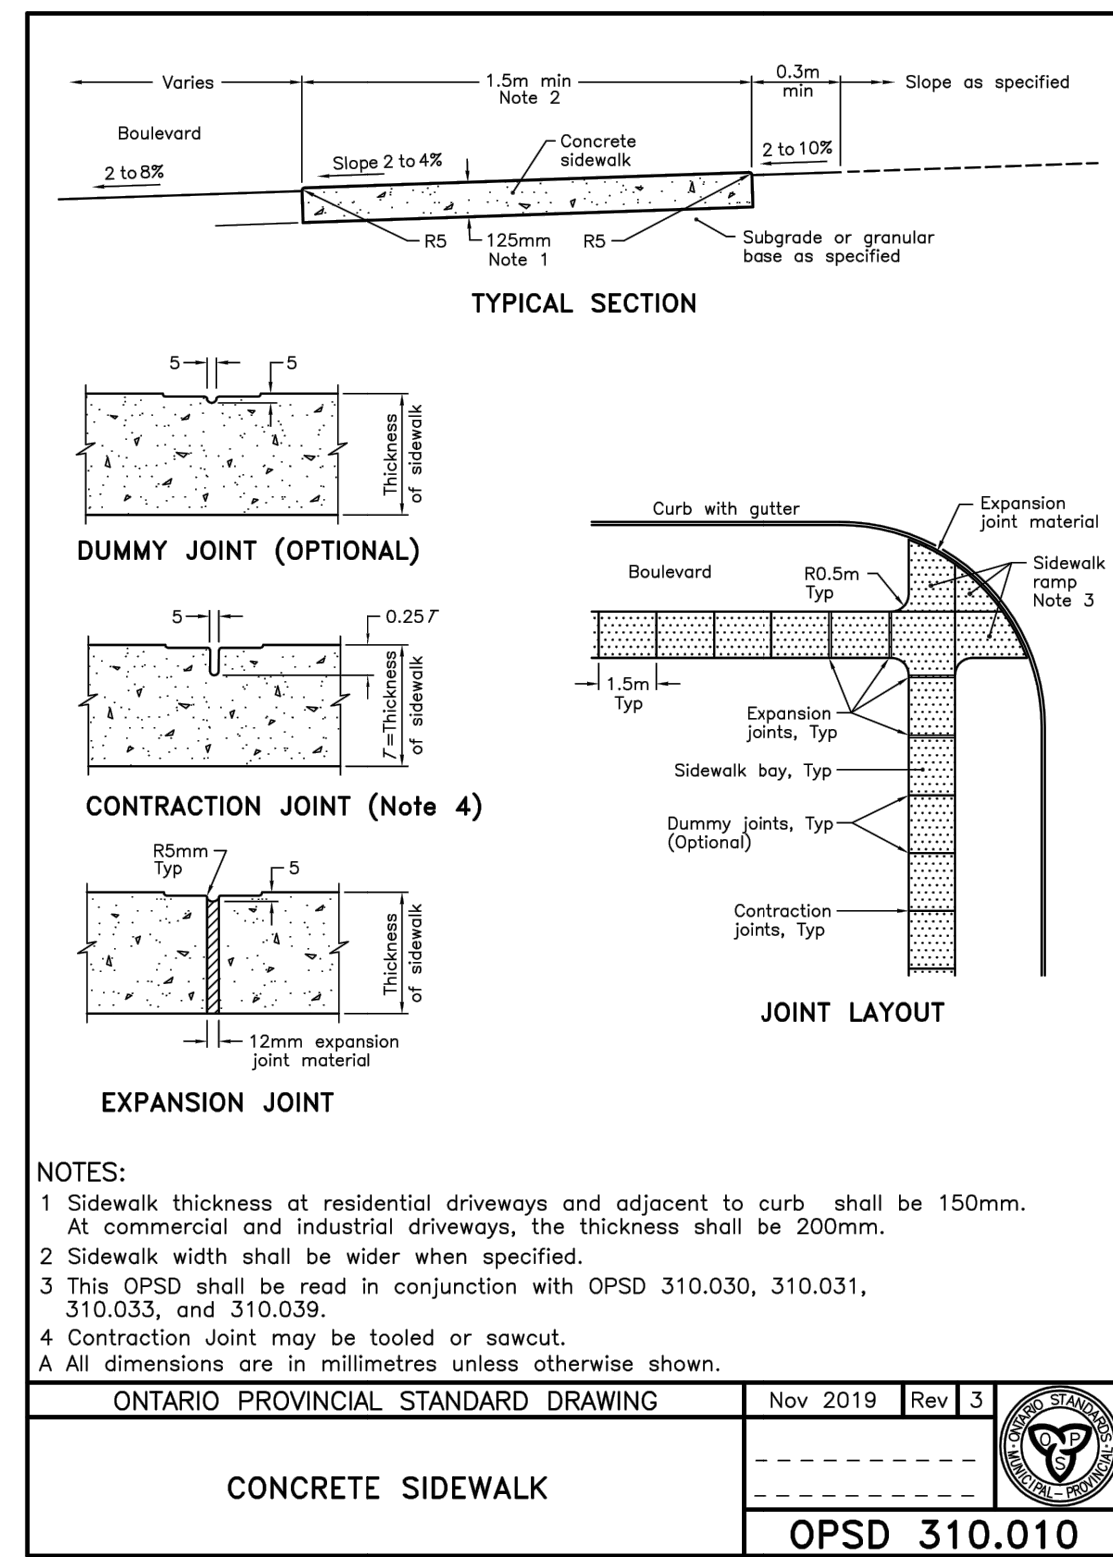 Varies
1.5m min
Note 2
0.3m
min
Slope as specified
Boulevard
2 to 8%
Slope 2 to 4%
Concrete
sidewalk
2 to 10%
R5
125mm
Note 1
R5
Subgrade or granular
base as specified
TYPICAL SECTION
5
5
Thickness
of sidewalk
DUMMY JOINT (OPTIONAL)
5
0.25T
T=Thickness
of sidewalk
CONTRACTION JOINT (Note 4)
R5mm
Typ
5
Thickness
of sidewalk
12mm expansion
joint material
EXPANSION JOINT
Curb with gutter
Expansion
joint material
Boulevard
R0.5m
Typ
Sidewalk
ramp
Note 3
1.5m
Typ
Expansion
joints, Typ
Sidewalk bay, Typ
Dummy joints, Typ
(Optional)
Contraction
joints, Typ
JOINT LAYOUT
NOTES:
1 Sidewalk thickness at residential driveways and adjacent to curb shall be 150mm.
At commercial and industrial driveways, the thickness shall be 200mm.
2 Sidewalk width shall be wider when specified.
3 This OPSD shall be read in conjunction with OPSD 310.030, 310.031,
310.033, and 310.039.
4 Contraction Joint may be tooled or sawcut.
A All dimensions are in millimetres unless otherwise shown.
ONTARIO PROVINCIAL STANDARD DRAWING
Nov 2019
Rev
3
CONCRETE SIDEWALK
ONTARIO STANDARDS
MUNICIPAL-PROVINCIAL
O P
S
OPSD 310.010